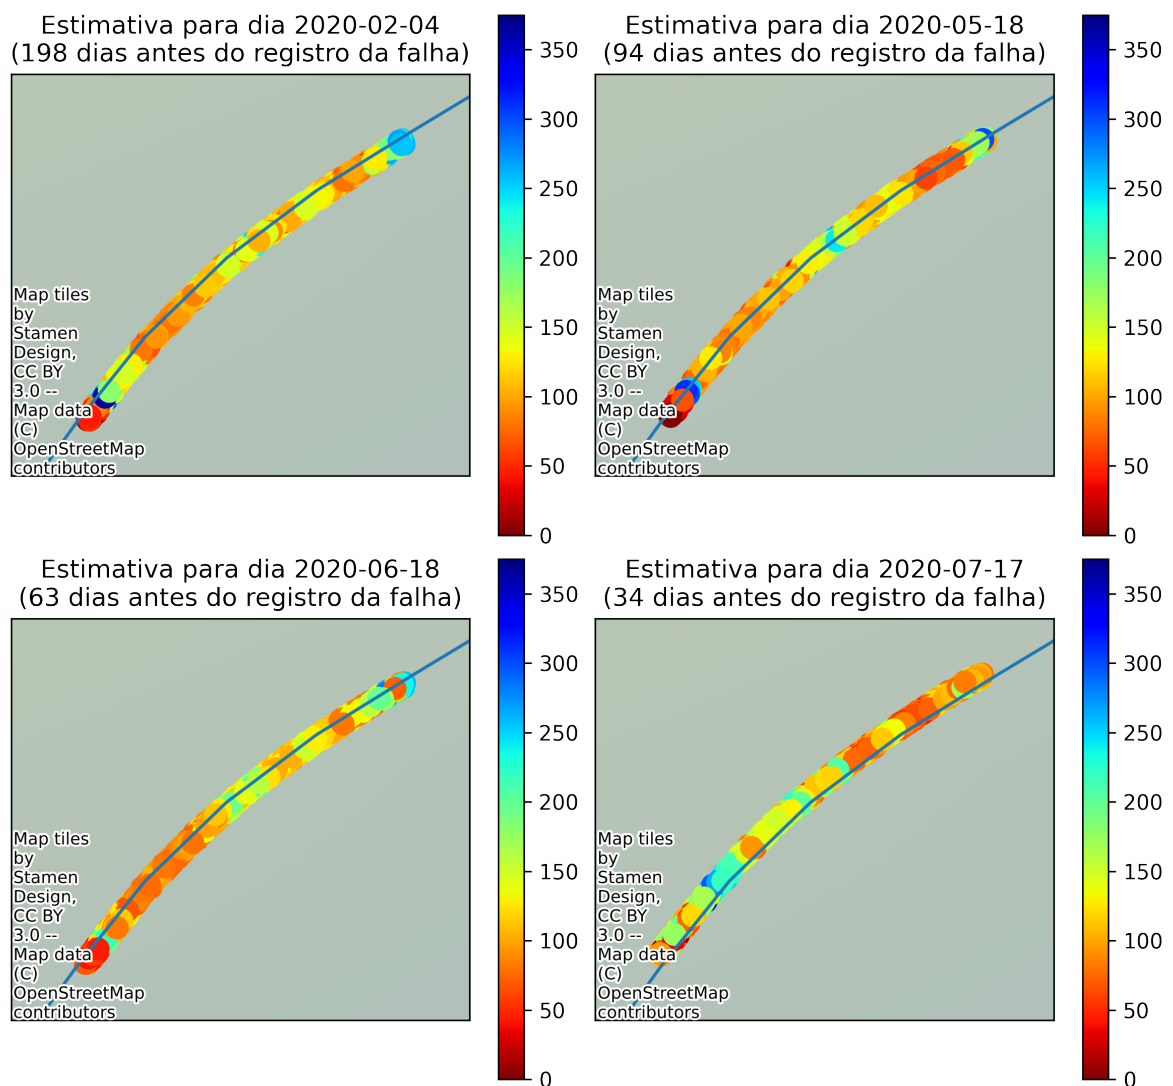 Estimativa para dia 2020-02-04
(198 dias antes do registro da falha)
350
300
250
200
150
100
50
0
Map tiles
by
Stamen
Design,
CC BY
3.0 --
Map data
(C)
OpenStreetMap
contributors
Estimativa para dia 2020-05-18
(94 dias antes do registro da falha)
350
300
250
200
150
100
50
0
Map tiles
by
Stamen
Design,
CC BY
3.0 --
Map data
(C)
OpenStreetMap
contributors
Estimativa para dia 2020-06-18
(63 dias antes do registro da falha)
350
300
250
200
150
100
50
0
Map tiles
by
Stamen
Design,
CC BY
3.0 --
Map data
(C)
OpenStreetMap
contributors
Estimativa para dia 2020-07-17
(34 dias antes do registro da falha)
350
300
250
200
150
100
50
0
Map tiles
by
Stamen
Design,
CC BY
3.0 --
Map data
(C)
OpenStreetMap
contributors